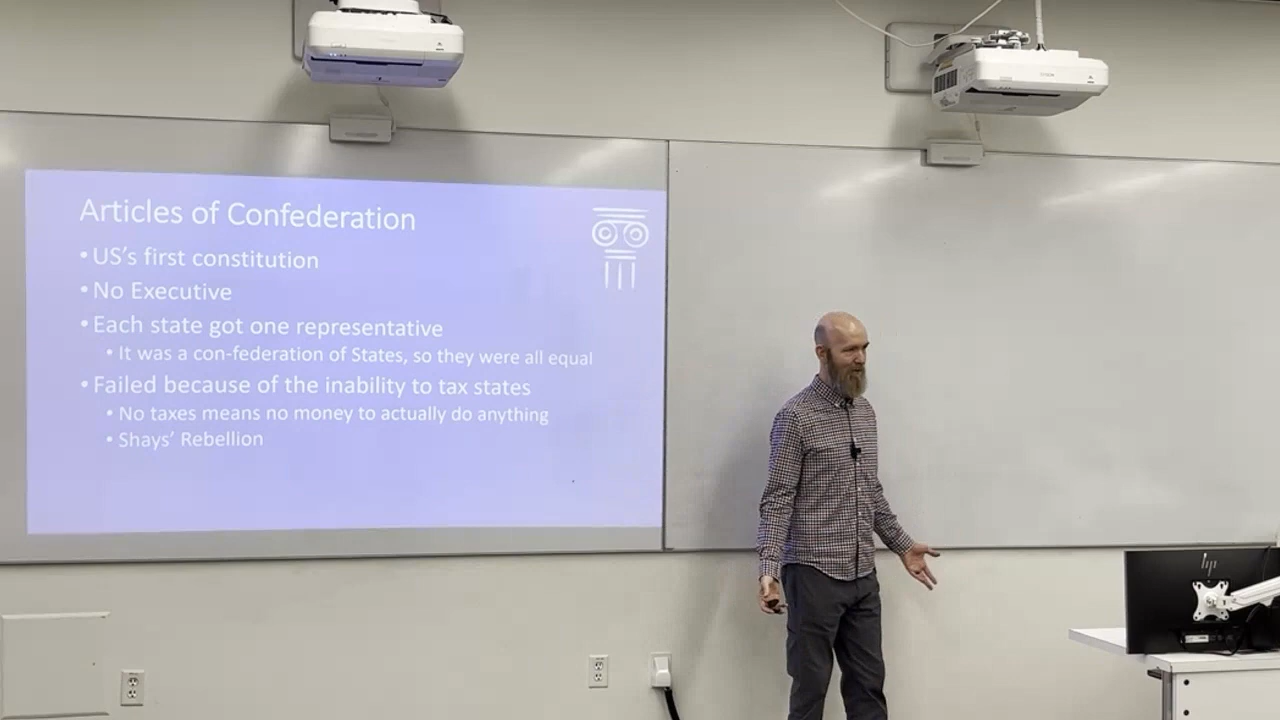 Articles of Confederation
• US's first constitution
• No Executive
• Each state got one representative
• It was a con-federation of States, so they were all equal
• Failed because of the inability to tax states
• No taxes means no money to actually do anything
• Shays' Rebellion
EPSON
hp